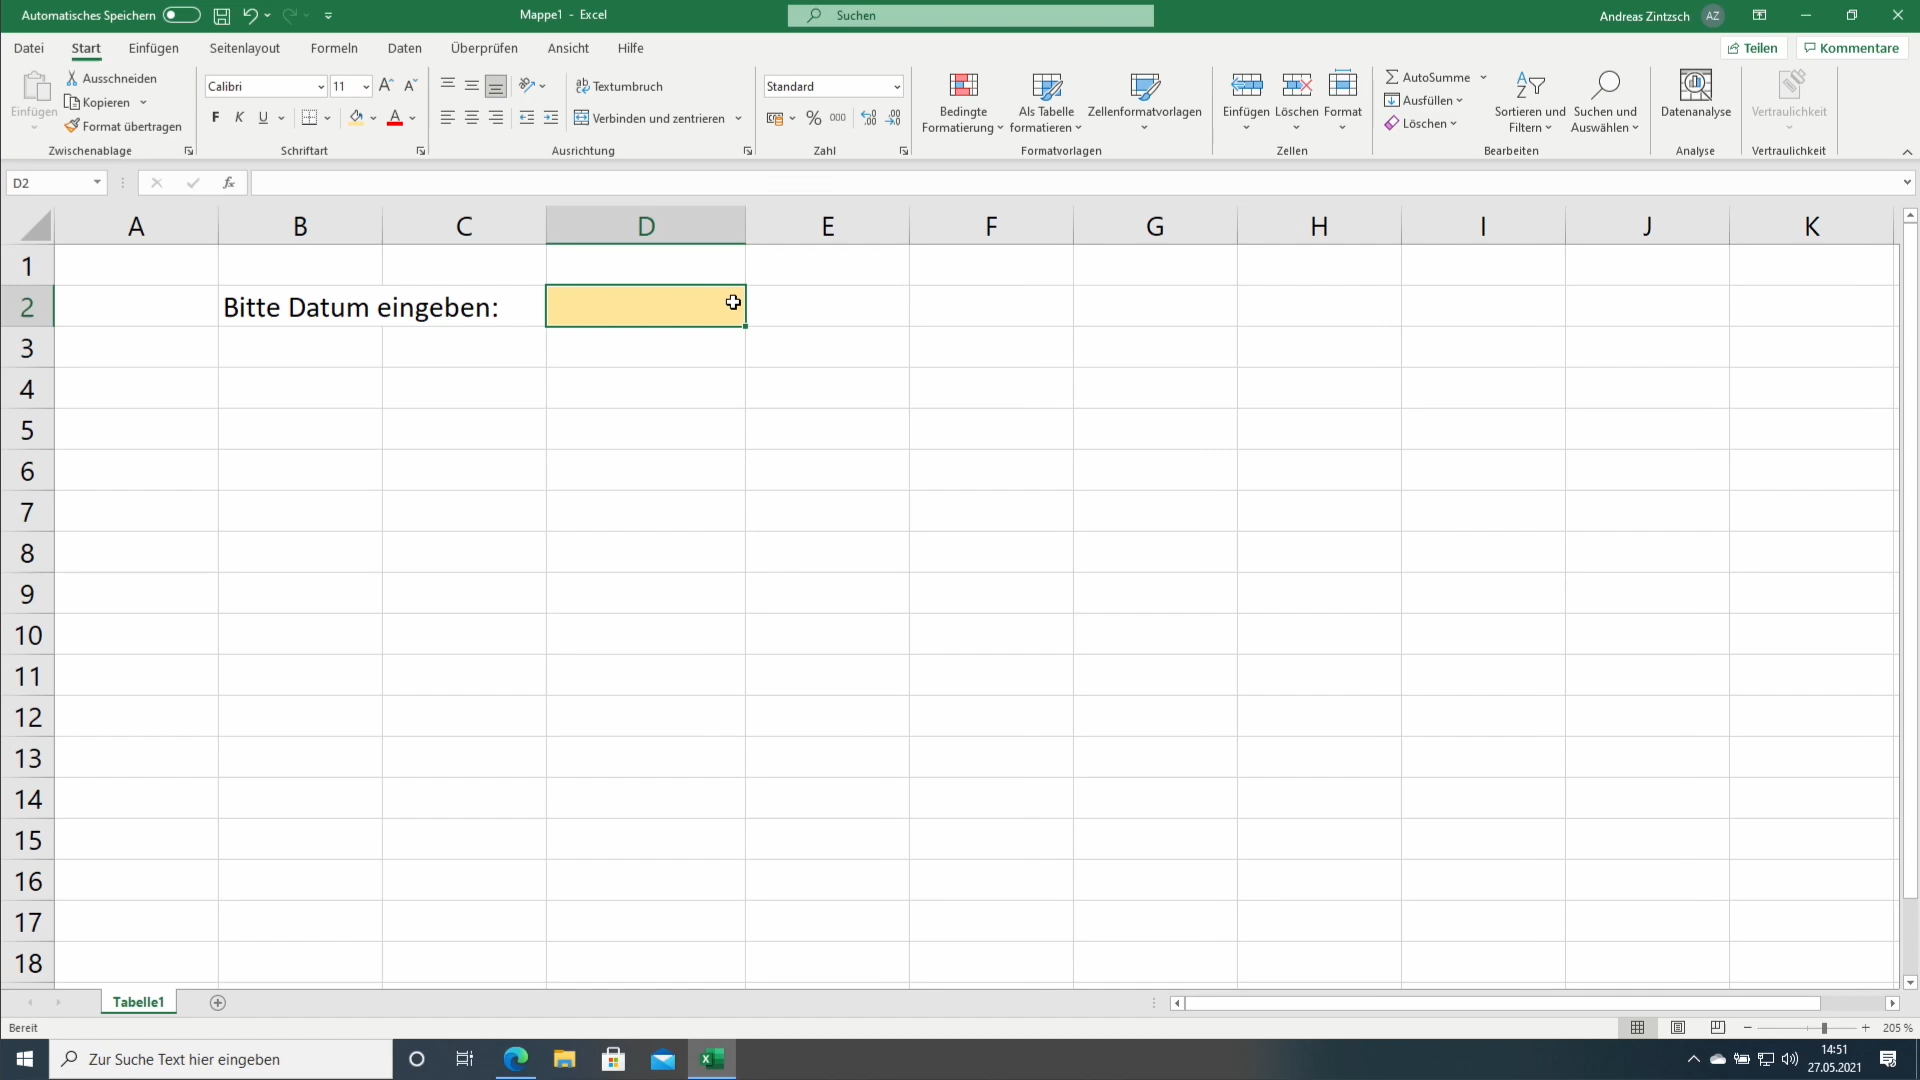 Automatisches Speichern
Mappe1 - Excel
Suchen
Andreas Zintzsch
AZ
Datei
Start
Einfügen
Seitenlayout
Formeln
Daten
Überprüfen
Ansicht
Hilfe
Teilen
Kommentare
Einfügen
Ausschneiden
Kopieren
Format übertragen
Zwischenablage
Calibri
11
A A
F K U
A
Schriftart
Textumbruch
Verbinden und zentrieren
Ausrichtung
Standard
% 000
Zahl
Bedingte
Formatierung
Als Tabelle
formatieren
Zellenformatvorlagen
Formatvorlagen
Einfügen
Löschen
Format
Zellen
AutoSumme
Ausfüllen
Löschen
Sortieren und
Filtern
Suchen und
Auswählen
Bearbeiten
Datenanalyse
Analyse
Vertraulichkeit
Vertraulichkeit
D2
fx
A B C D E F G H I J K
1
2 Bitte Datum eingeben:
3
4
5
6
7
8
9
10
11
12
13
14
15
16
17
18
Tabelle1
Bereit
205 %
Zur Suche Text hier eingeben
14:51
27.05.2021